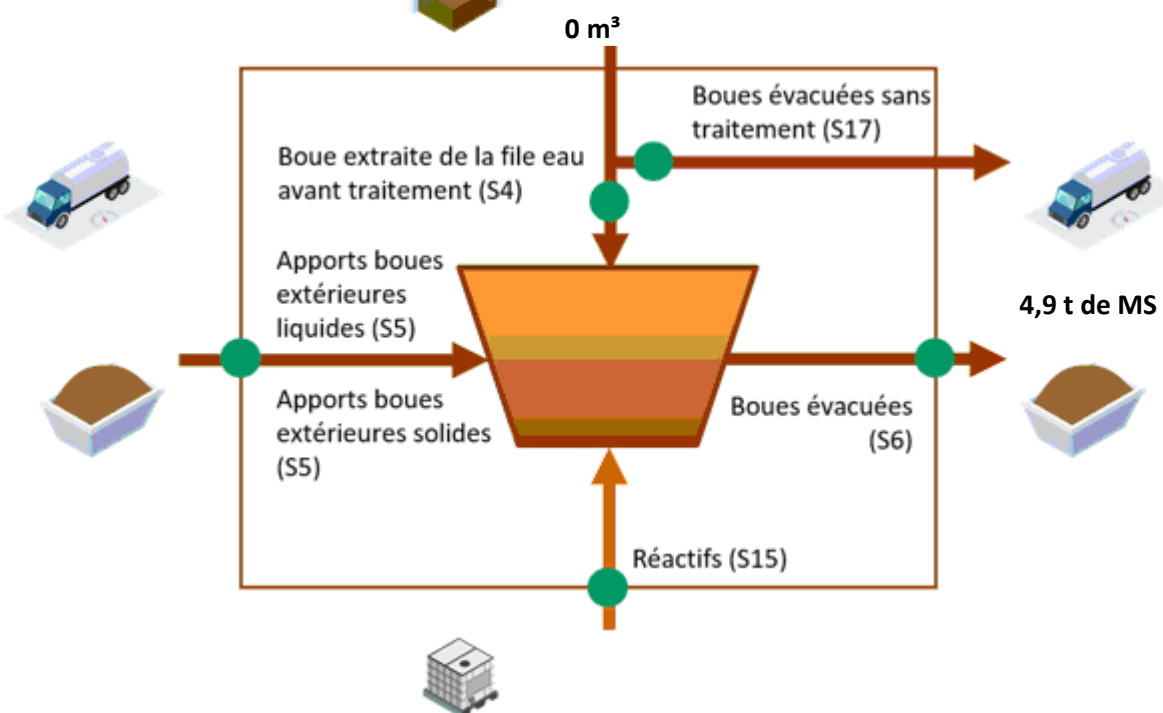 0 m³
Boues évacuées sans
traitement (S17)
Boue extraite de la file eau
avant traitement (S4)
Apports boues
extérieures
liquides (S5)
4,9 t de MS
Apports boues
extérieures solides
(S5)
Boues évacuées
(S6)
Réactifs (S15)